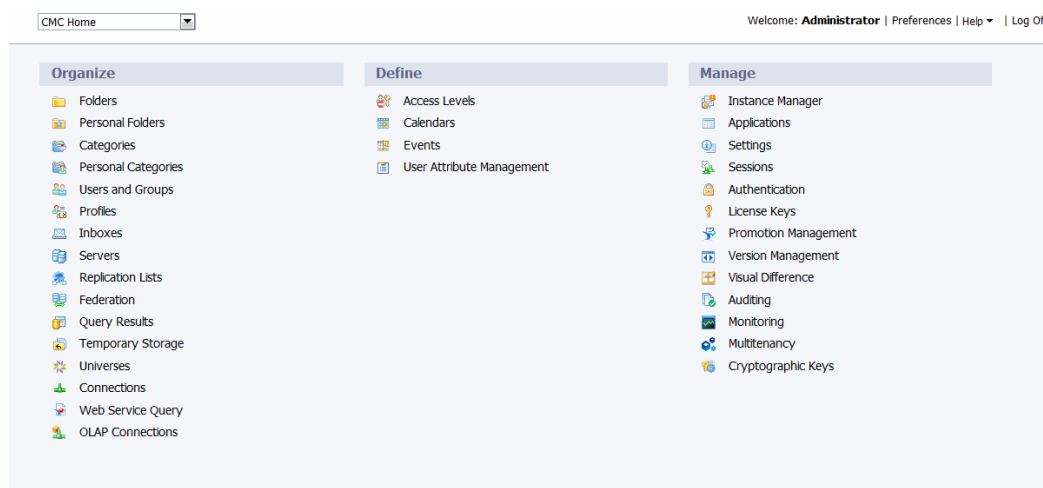 CMC Home
Welcome: Administrator | Preferences | Help | Log Of
Organize
Folders
Personal Folders
Categories
Personal Categories
Users and Groups
Profiles
Inboxes
Servers
Replication Lists
Federation
Query Results
Temporary Storage
Universes
Connections
Web Service Query
OLAP Connections
Define
Access Levels
Calendars
Events
User Attribute Management
Manage
Instance Manager
Applications
Settings
Sessions
Authentication
License Keys
Promotion Management
Version Management
Visual Difference
Auditing
Monitoring
Multitenancy
Cryptographic Keys